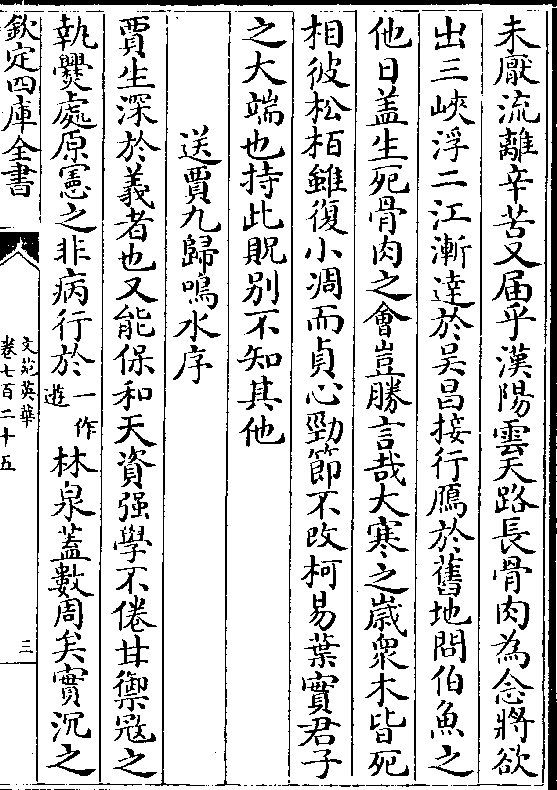 未厭流離辛苦又届乎漢陽雲天路長骨肉為念將欲
出三峽浮二江漸達於吳昌接行鴈於舊地問伯魚之
他日盖生死骨肉之會豈勝言哉大寒之嵗衆木皆死
相彼松栢雖復小凋而貞心勁節不改柯易葉實君子
之大端也持此貺别不知其他
送賈九歸鳴水序
賈生深於義者也又能保和天資强學不倦甘禦冦之
執爨處原憲之非病行於一作遊林泉蓋數周矣實沉之
欽定四庫全書
文苑英華
卷七百二十五
三